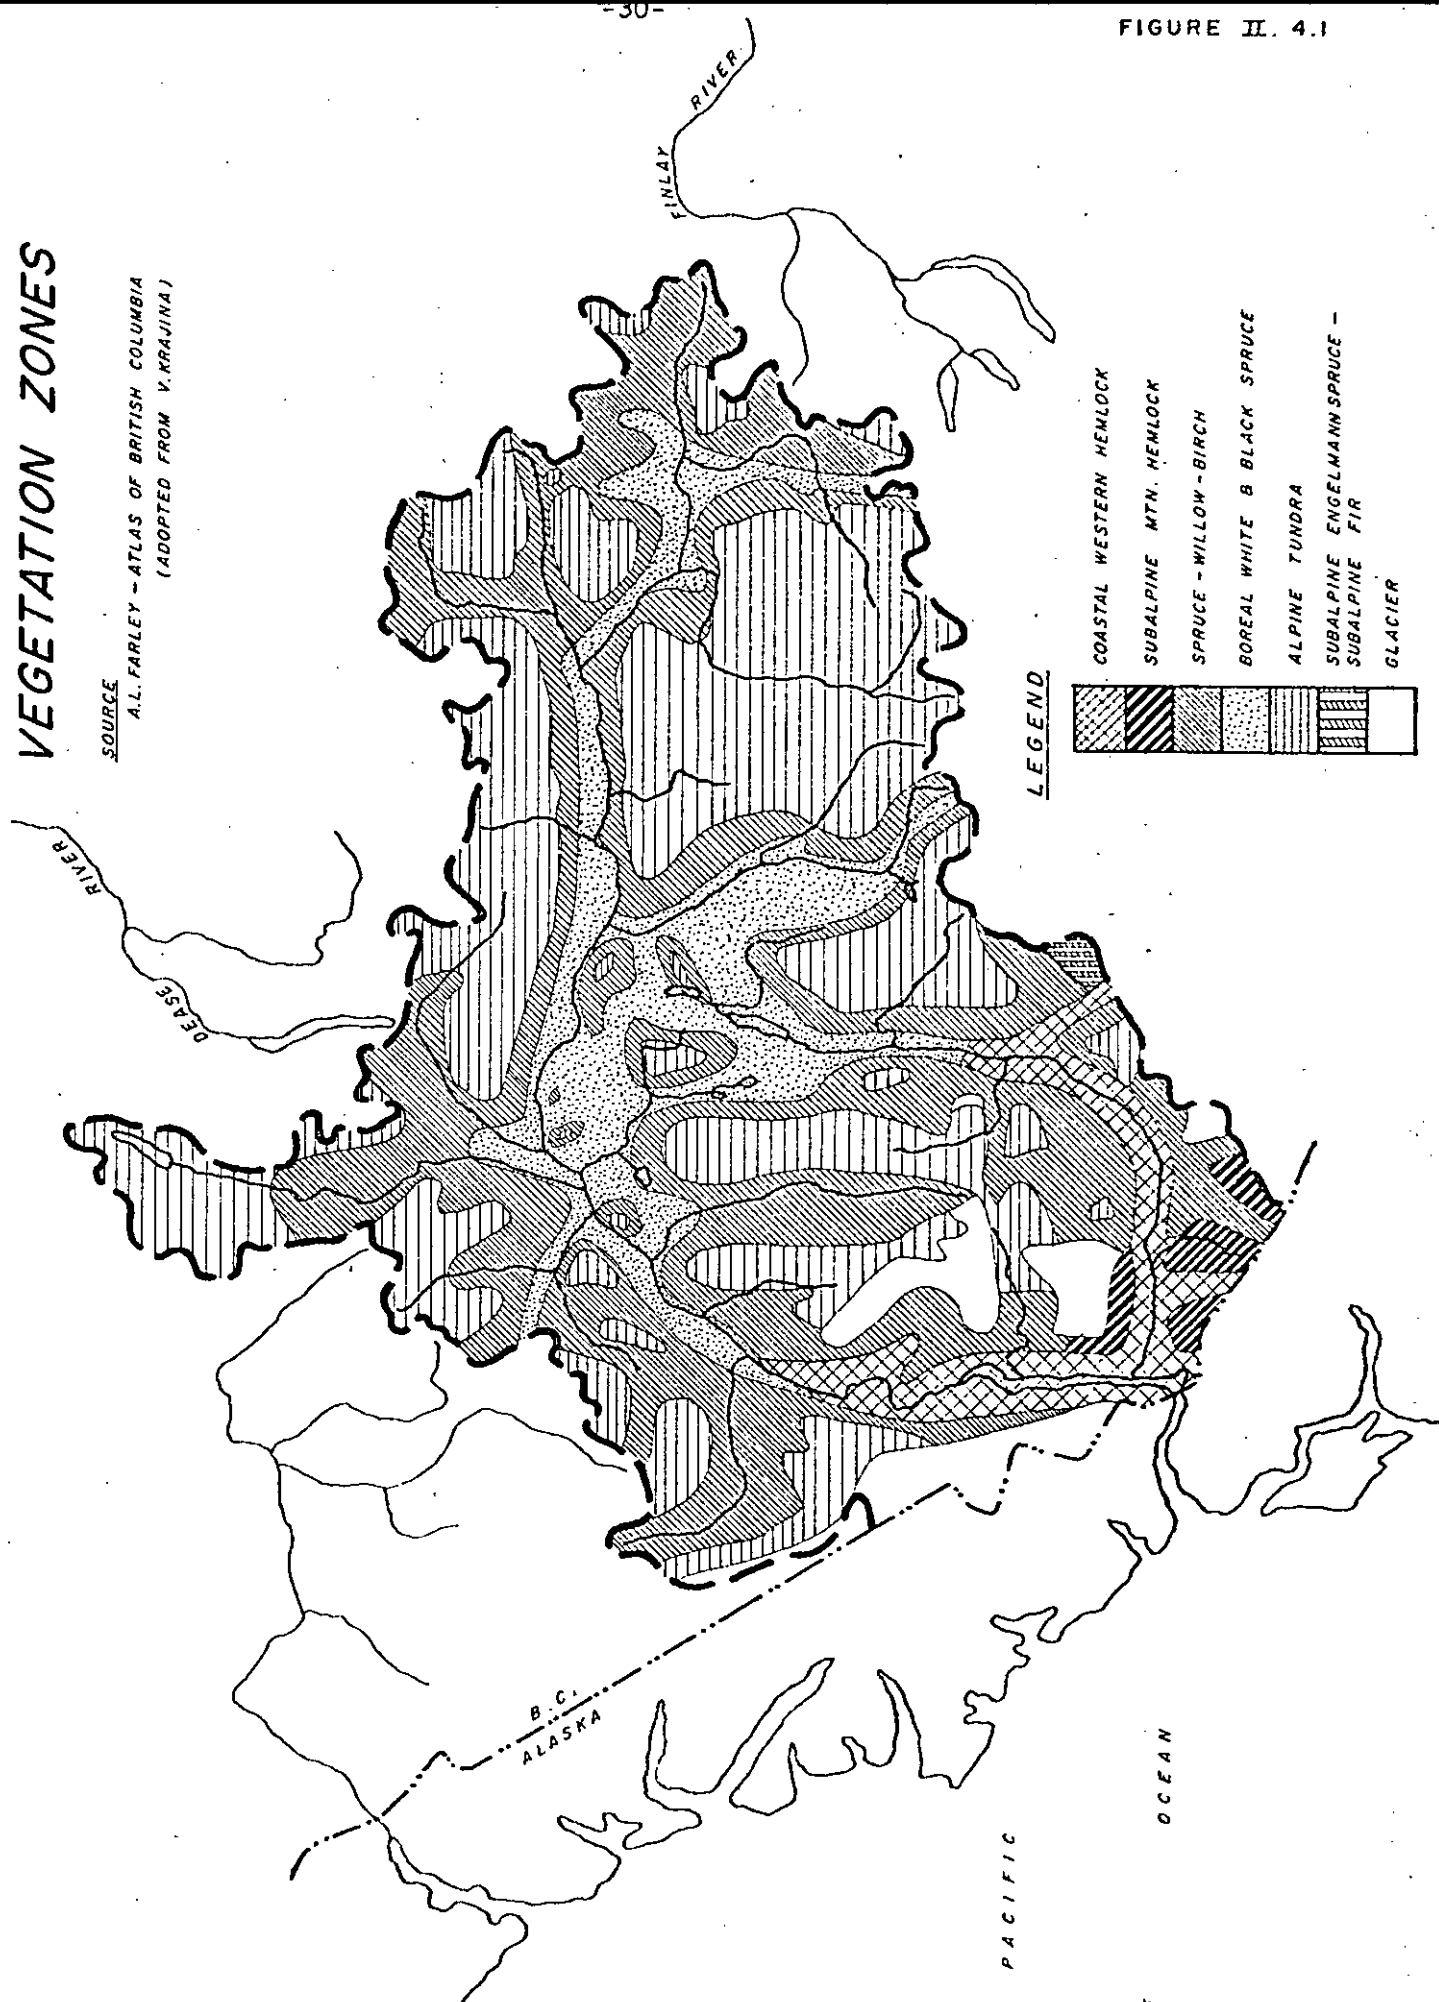 -30-
FIGURE II. 4.1
VEGETATION ZONES
SOURCE
A.L. FARLEY - ATLAS OF BRITISH COLUMBIA
(ADOPTED FROM V. KRAJINA)
DEASE RIVER
FINLAY RIVER
B.C.
ALASKA
PACIFIC
OCEAN
LEGEND
COASTAL WESTERN HEMLOCK
SUBALPINE MTN. HEMLOCK
SPRUCE - WILLOW - BIRCH
BOREAL WHITE & BLACK SPRUCE
ALPINE TUNDRA
SUBALPINE ENGELMANN SPRUCE -
SUBALPINE FIR
GLACIER